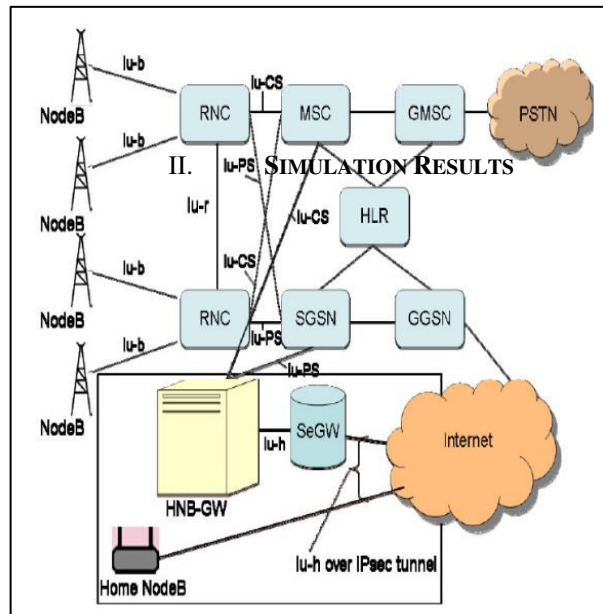 Iu-b
NodeB
RNC
Iu-CS
MSC
GMSC
PSTN
Iu-b
NodeB
II. SIMULATION RESULTS
Iu-PS
Iu-r
Iu-CS
HLR
Iu-b
NodeB
Iu-CS
RNC
SGSN
GGSN
Iu-PS
Iu-b
NodeB
Iu-PS
HNB-GW
Iu-h
SeGW
Internet
Home NodeB
Iu-h over IPsec tunnel